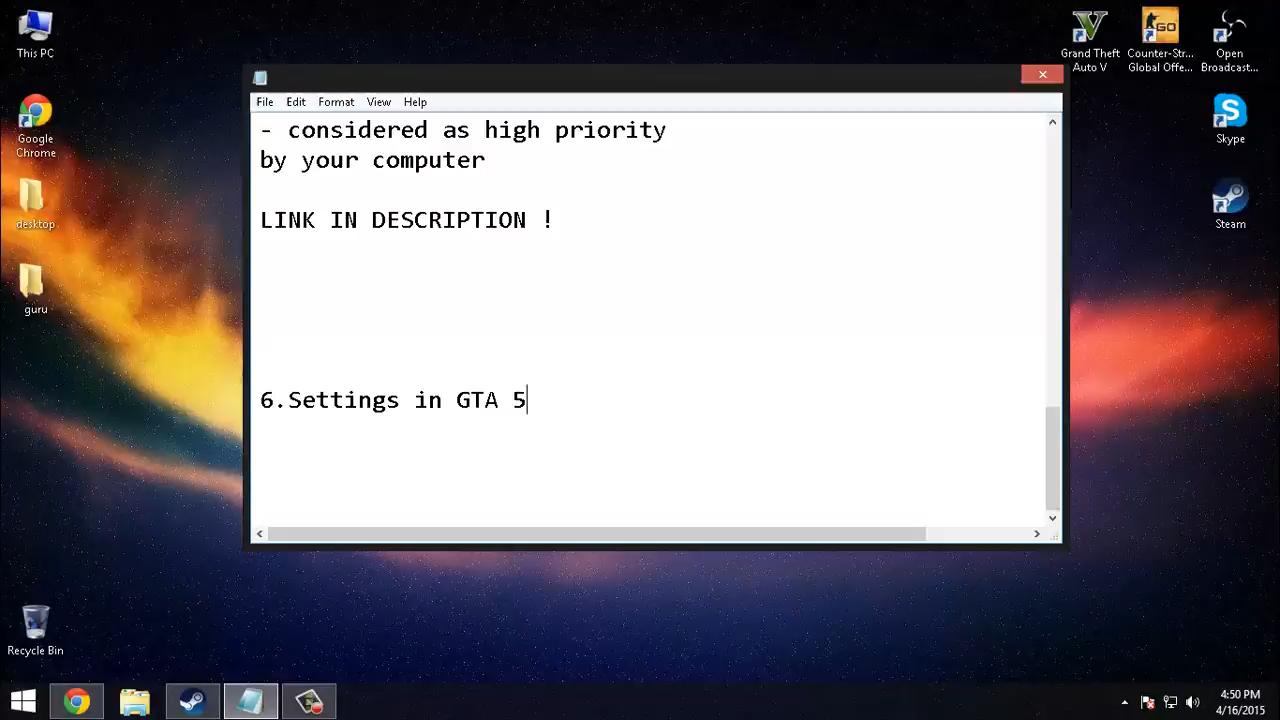 This PC
Google
Chrome
desktop
guru
Recycle Bin
Grand Theft
Auto V
Counter-Str...
Global Offe...
Open
Broadcast...
GO
Skype
Steam
File Edit Format View Help
- considered as high priority
by your computer
LINK IN DESCRIPTION !
6.Settings in GTA 5
4:50 PM
4/16/2015